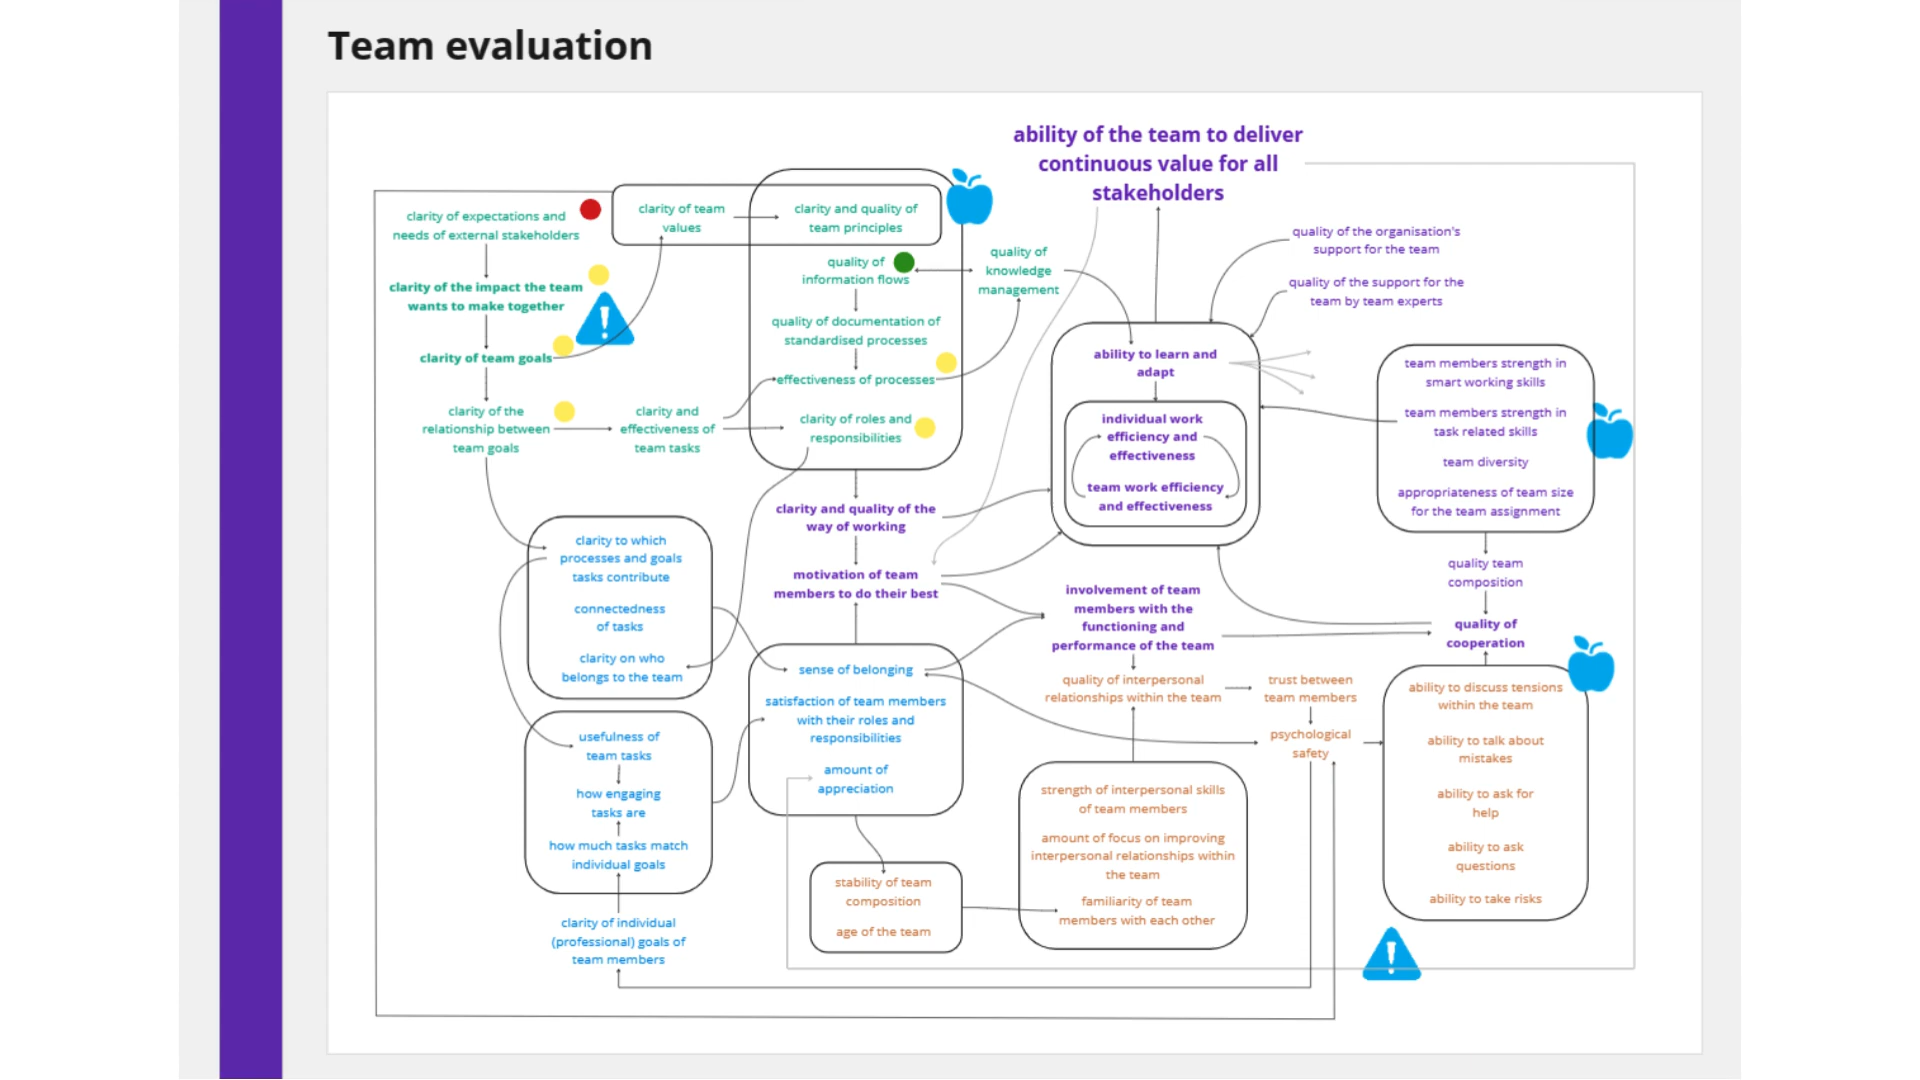 Team evaluation
ability of the team to deliver
continuous value for all
stakeholders
clarity of expectations and
needs of external stakeholders
clarity of the impact the team
wants to make together
clarity of team goals
clarity of the
relationship between
team goals
clarity and
effectiveness of
team tasks
clarity of team
values
clarity and quality of
team principles
quality of
information flows
quality of documentation of
standardised processes
effectiveness of processes
clarity of roles and
responsibilities
quality of
knowledge
management
quality of the organisation's
support for the team
quality of the support for the
team by team experts
ability to learn and
adapt
individual work
efficiency and
effectiveness
team work efficiency
and effectiveness
team members strength in
smart working skills
team members strength in
task related skills
team diversity
appropriateness of team size
for the team assignment
quality team
composition
quality of
cooperation
clarity and quality of the
way of working
motivation of team
members to do their best
involvement of team
members with the
functioning and
performance of the team
clarity to which
processes and goals
tasks contribute
connectedness
of tasks
clarity on who
belongs to the team
usefulness of
team tasks
how engaging
tasks are
how much tasks match
individual goals
clarity of individual
(professional) goals of
team members
sense of belonging
satisfaction of team members
with their roles and
responsibilities
amount of
appreciation
stability of team
composition
age of the team
quality of interpersonal
relationships within the team
trust between
team members
psychological
safety
strength of interpersonal skills
of team members
amount of focus on improving
interpersonal relationships within
the team
familiarity of team
members with each other
ability to discuss tensions
within the team
ability to talk about
mistakes
ability to ask for
help
ability to ask
questions
ability to take risks